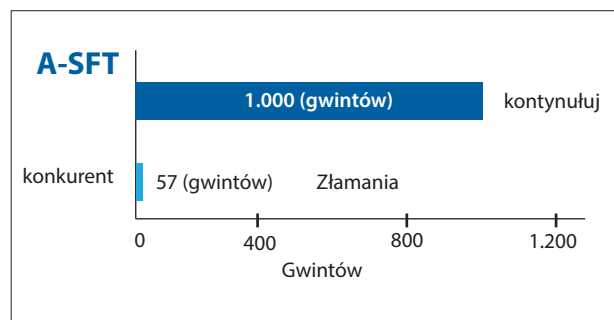 A-SFT
1.000 (gwintów) kontynułuj
konkurent 57 (gwintów) Złamania
0 400 800 1.200
Gwintów